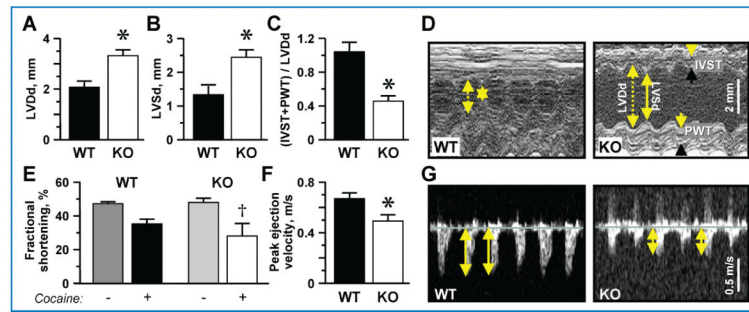 A
LVDd, mm
4
3
2
1
0
WT KO
*
B
LVSd, mm
3
2
1
0
WT KO
*
C
(IVST+PWT) / LVDd
1.2
0.8
0.4
0
WT KO
*
D
WT
IVST
LVDd
LVSd
PWT
2 mm
KO
E
WT KO
Fractional
shortening, %
60
40
20
0
†
Cocaine: - + - +
F
Peak ejection
velocity, m/s
0.8
0.4
0
WT KO
*
G
WT
KO
0.5 m/s